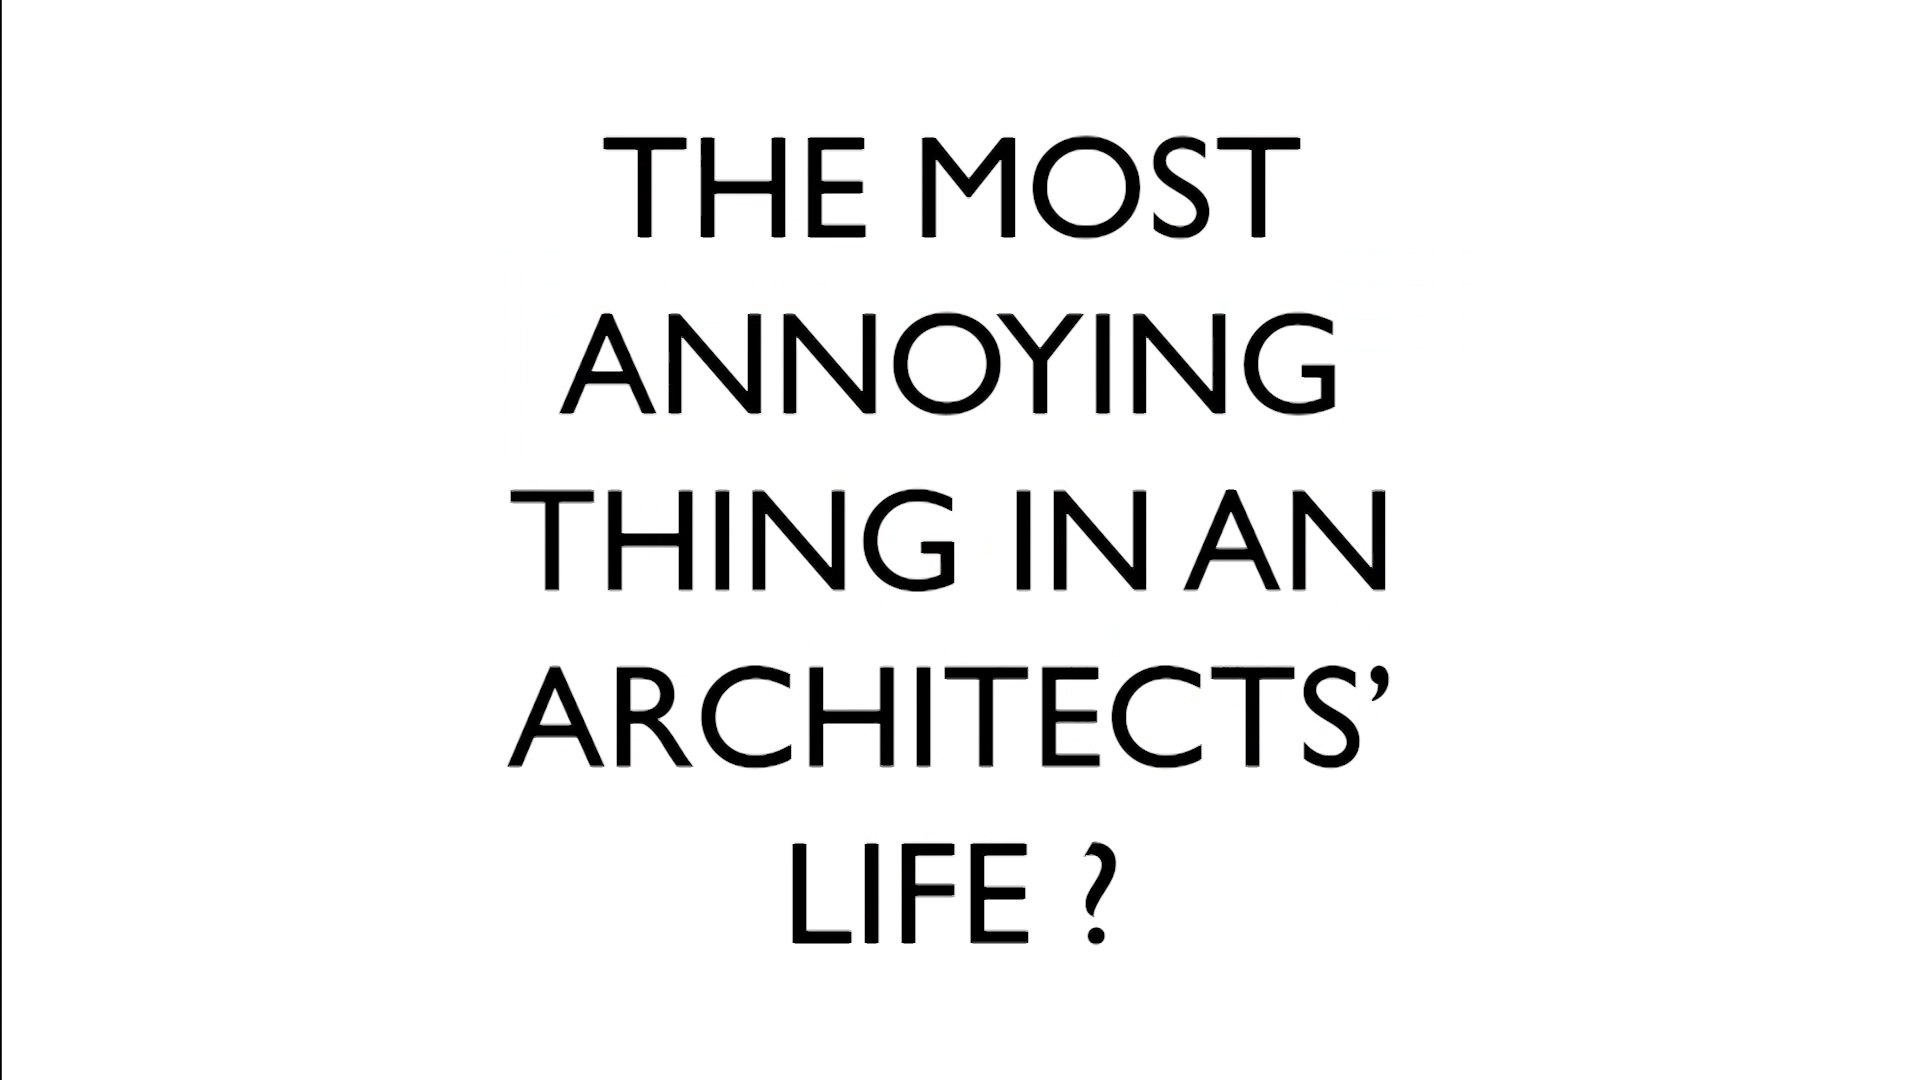 THE MOST
ANNOYING
THING IN AN
ARCHITECTS’
LIFE ?